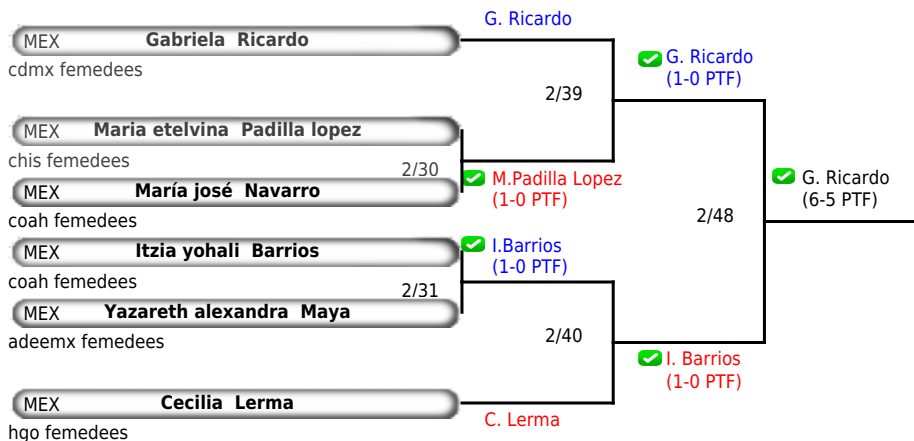 G. Ricardo
MEX Gabriela Ricardo
cdmx femedees
G. Ricardo
(1-0 PTF)
2/39
MEX Maria etelvina Padilla lopez
chis femedees
2/30
M.Padilla Lopez
(1-0 PTF)
MEX María josé Navarro
coah femedees
G. Ricardo
(6-5 PTF)
2/48
MEX Itzia yohali Barrios
coah femedees
I.Barrios
(1-0 PTF)
2/31
MEX Yazareth alexandra Maya
adeemx femedees
2/40
I. Barrios
(1-0 PTF)
MEX Cecilia Lerma
hgo femedees
C. Lerma